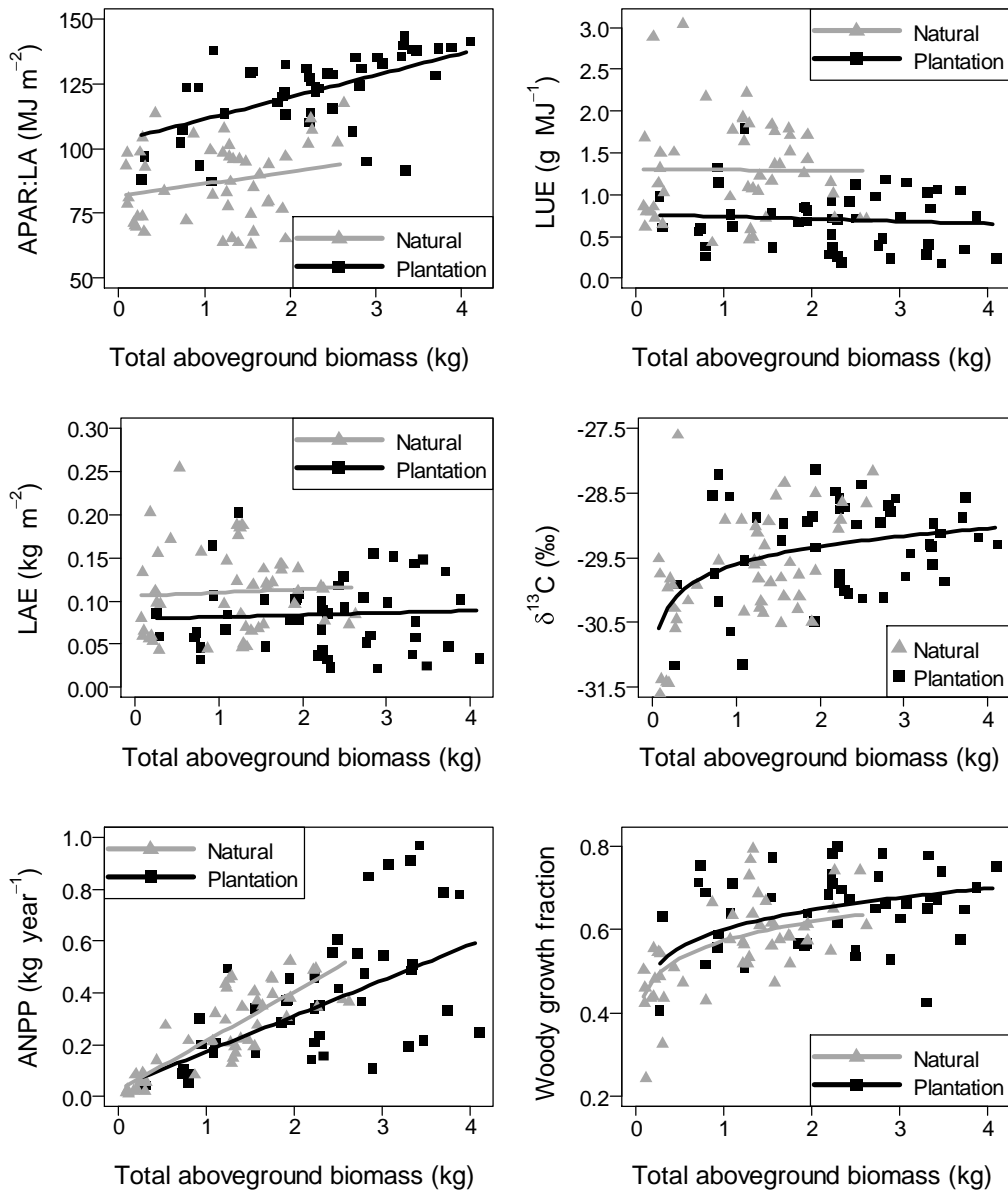 150
125
100
75
50
APAR:LA (MJ m−2)
Natural
Plantation
0 1 2 3 4
Total aboveground biomass (kg)
3.0
2.5
2.0
1.5
1.0
0.5
0.0
LUE (g MJ−1)
Natural
Plantation
0 1 2 3 4
Total aboveground biomass (kg)
0.30
0.25
0.20
0.15
0.10
0.05
0.00
LAE (kg m−2)
Natural
Plantation
0 1 2 3 4
Total aboveground biomass (kg)
-27.5
-28.5
-29.5
-30.5
-31.5
δ13C (‰)
Natural
Plantation
0 1 2 3 4
Total aboveground biomass (kg)
1.0
0.8
0.6
0.4
0.2
0.0
ANPP (kg year−1)
Natural
Plantation
0 1 2 3 4
Total aboveground biomass (kg)
0.8
0.6
0.4
0.2
Woody growth fraction
Natural
Plantation
0 1 2 3 4
Total aboveground biomass (kg)